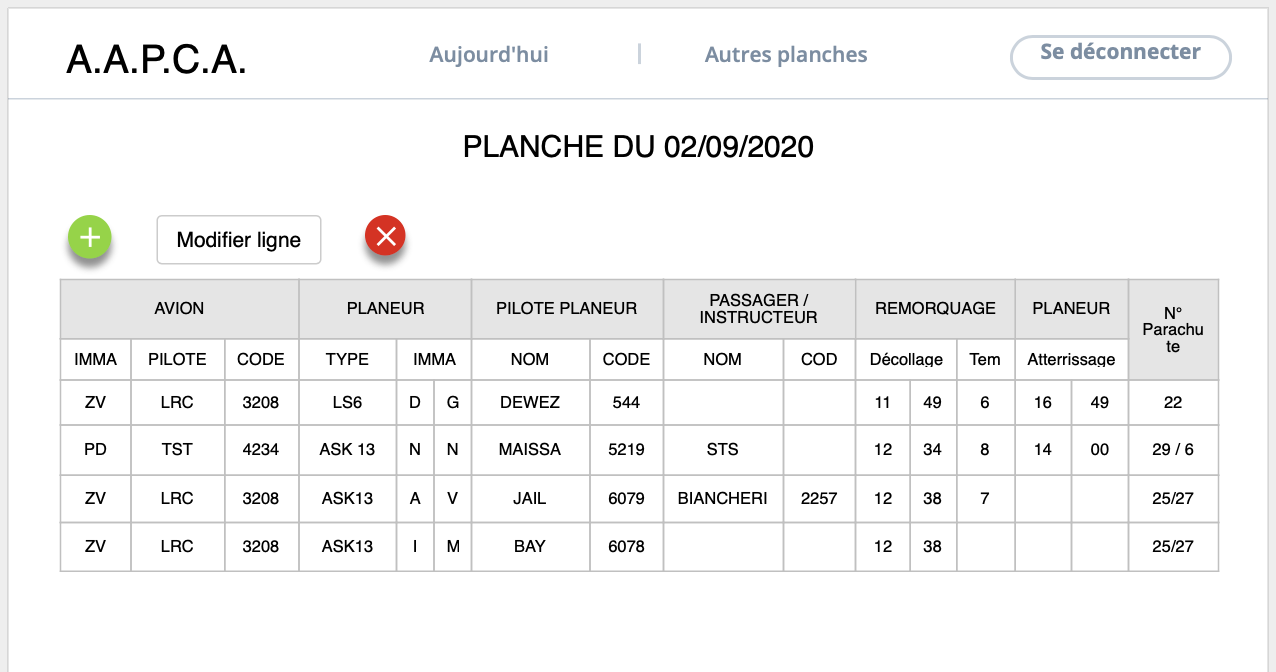 A.A.P.C.A.
Aujourd'hui | Autres planches
Se déconnecter
PLANCHE DU 02/09/2020
Modifier ligne
AVION PLANEUR PILOTE PLANEUR PASSAGER / INSTRUCTEUR REMORQUAGE PLANEUR N° Parachute
IMMA PILOTE CODE TYPE IMMA NOM CODE NOM COD Décollage Tem Atterrissage
ZV LRC 3208 LS6 D G DEWEZ 544 11 49 6 16 49 22
PD TST 4234 ASK 13 N N MAISSA 5219 STS 12 34 8 14 00 29 / 6
ZV LRC 3208 ASK13 A V JAIL 6079 BIANCHERI 2257 12 38 7 25/27
ZV LRC 3208 ASK13 I M BAY 6078 12 38 25/27